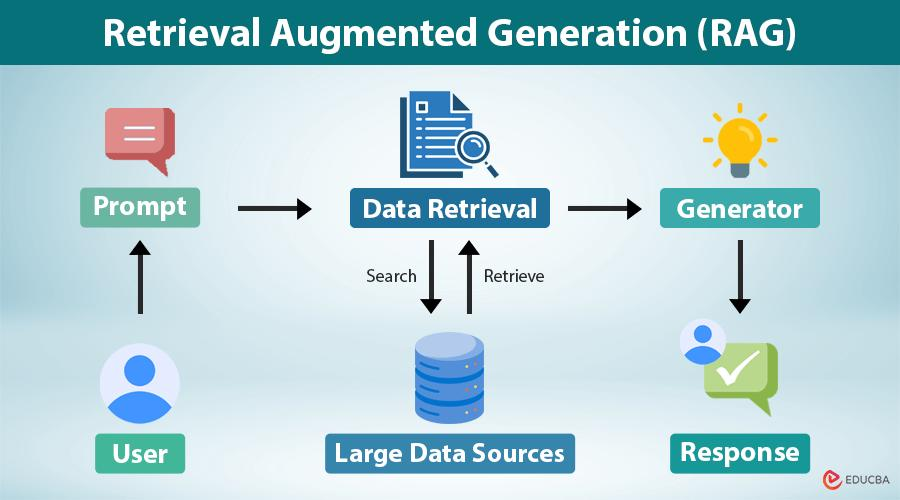 Retrieval Augmented Generation (RAG)
Prompt
Data Retrieval
Generator
Search
Retrieve
User
Large Data Sources
Response
EDUCBA